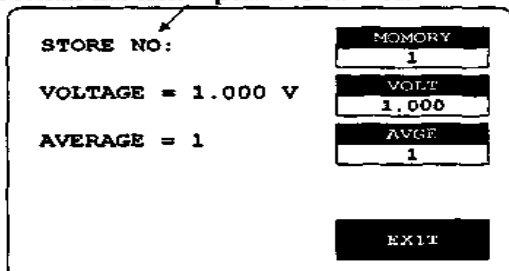 STORE NO:
MOMORY
1
VOLTAGE = 1.000 V
VOLT
1.000
AVERAGE = 1
AVGE
1
EXIT